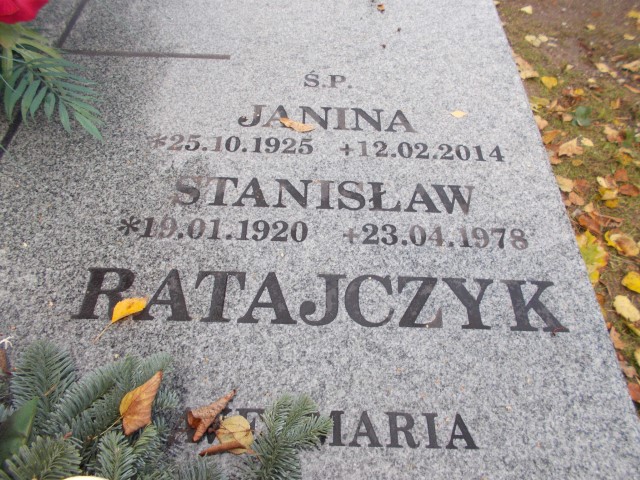 Ś.P.
JANINA
*25.10.1925 +12.02.2014
STANISŁAW
*19.01.1920 +23.04.1978
RATAJCZYK
MARIA